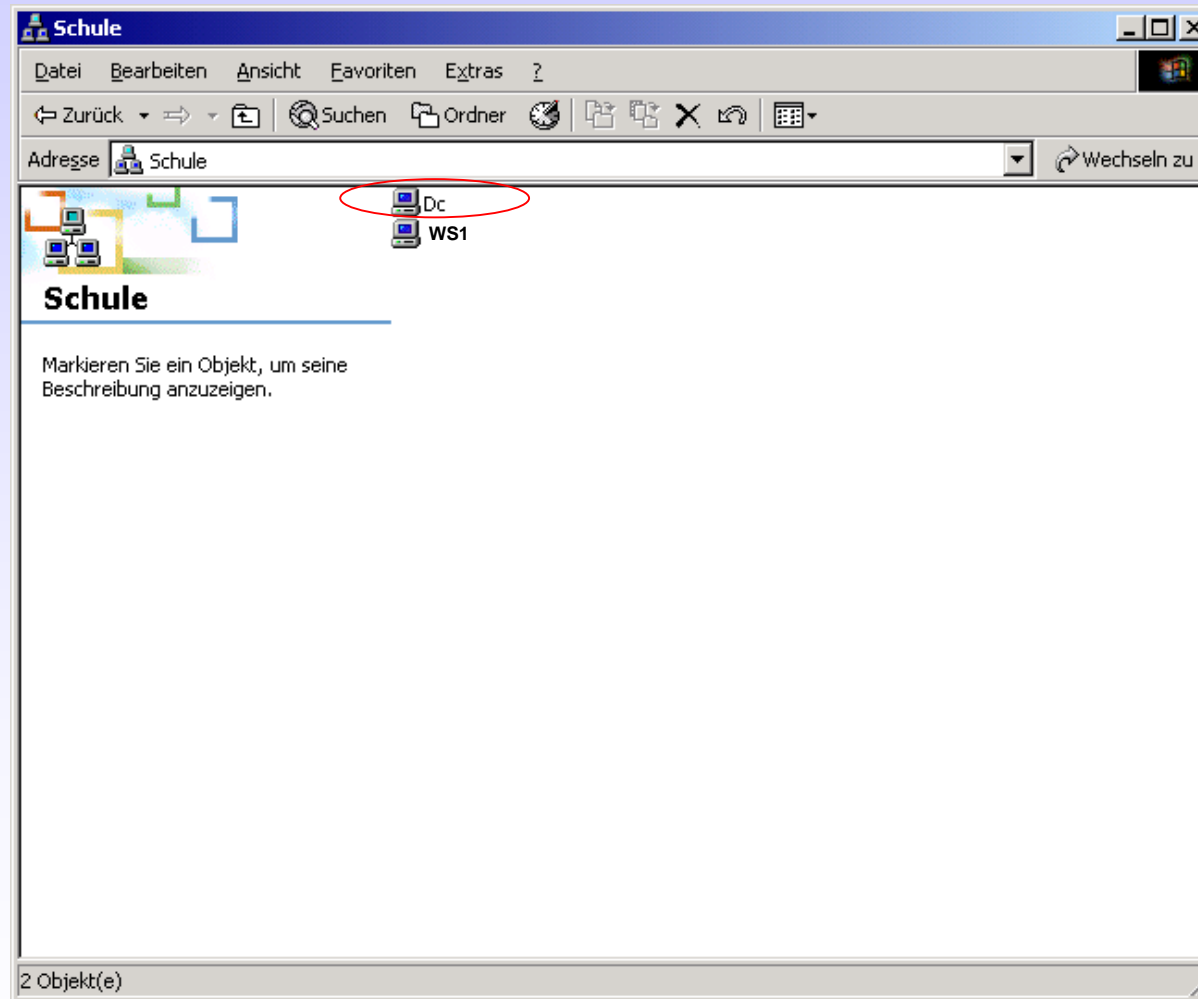 Schule
Datei Bearbeiten Ansicht Favoriten Extras ?
Zurück Suchen Ordner
Adresse Schule Wechseln zu
Dc
WS1
Schule
Markieren Sie ein Objekt, um seine
Beschreibung anzuzeigen.
2 Objekt(e)